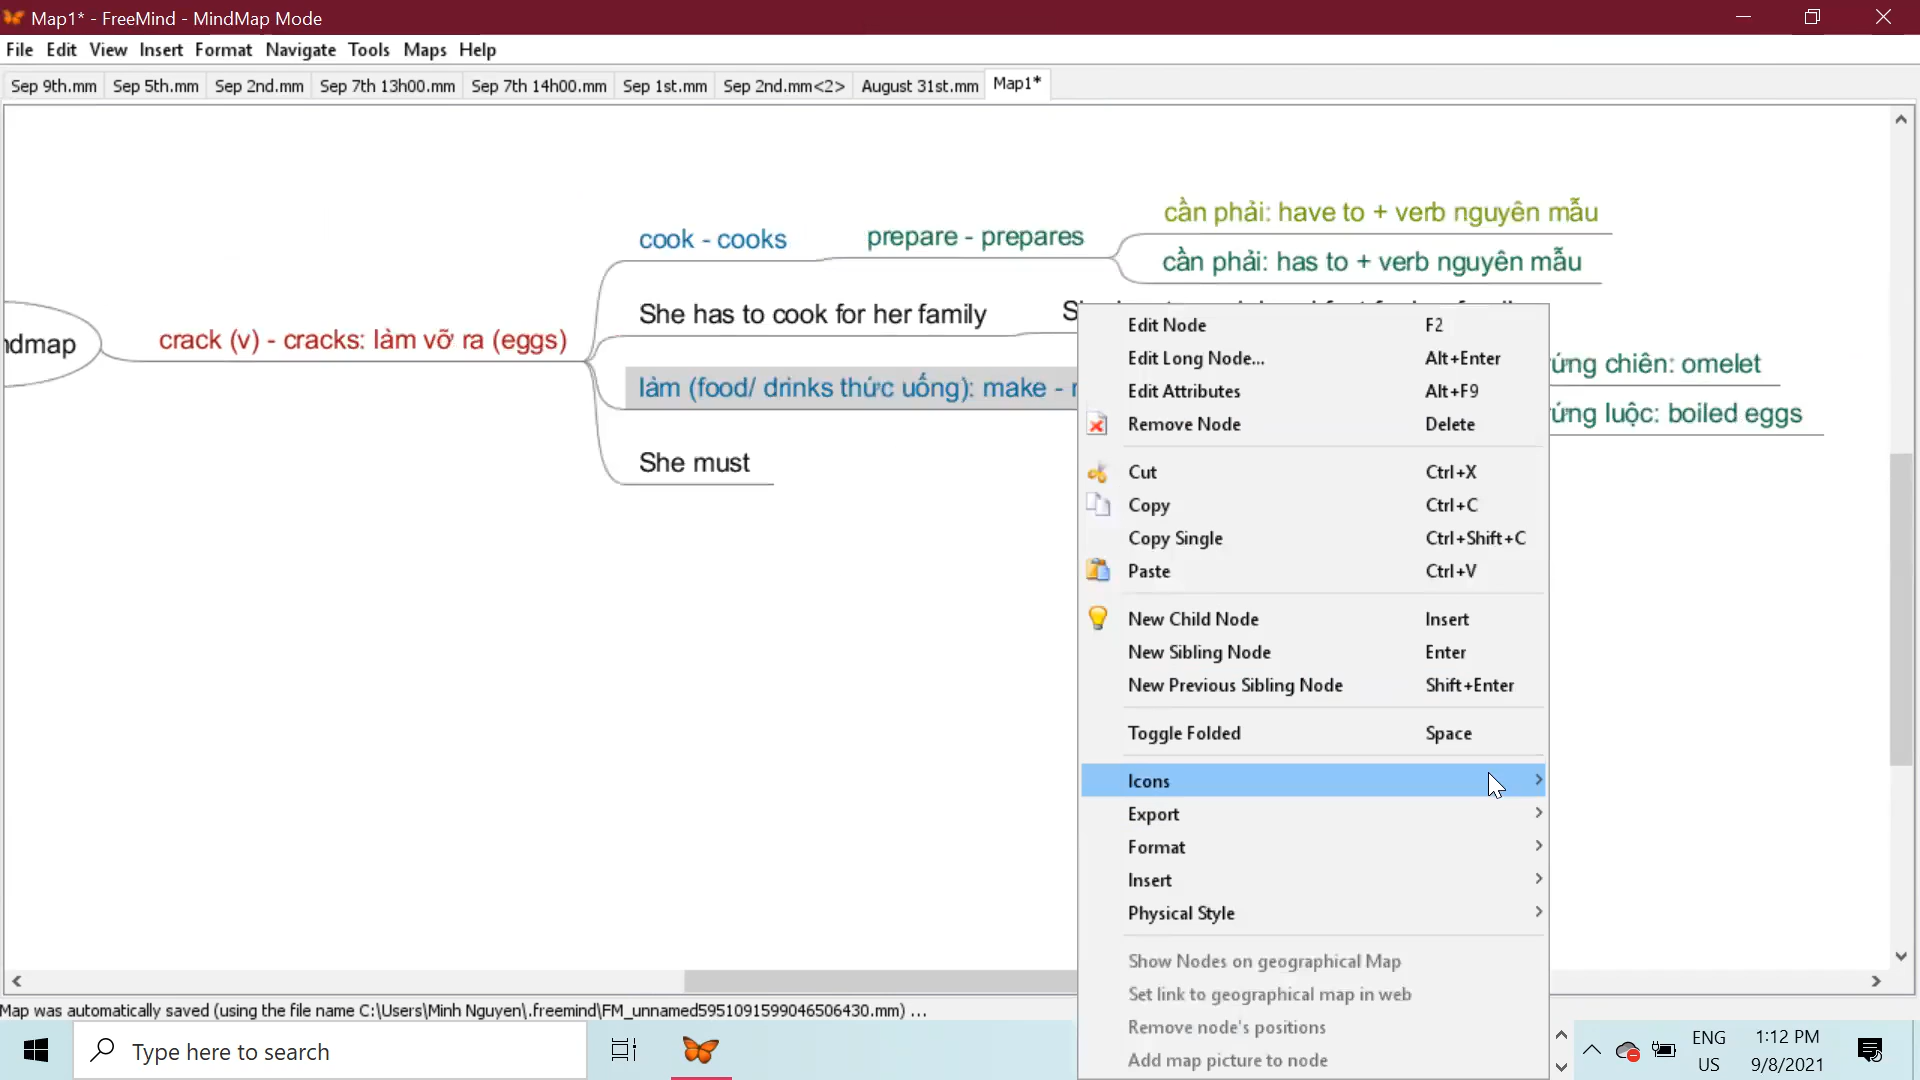 Map1* - FreeMind - MindMap Mode
File Edit View Insert Format Navigate Tools Maps Help
Sep 9th.mm Sep 5th.mm Sep 2nd.mm Sep 7th 13h00.mm Sep 7th 14h00.mm Sep 1st.mm Sep 2nd.mm<2> August 31st.mm Map1*
cần phải: have to + verb nguyên mẫu
cook - cooks prepare - prepares
cần phải: has to + verb nguyên mẫu
She has to cook for her family
crack (v) - cracks: làm vỡ ra (eggs)
ứng chiên: omelet
làm (food/ drinks thức uống): make -
ứng luộc: boiled eggs
She must
Edit Node F2
Edit Long Node... Alt+Enter
Edit Attributes Alt+F9
Remove Node Delete
Cut Ctrl+X
Copy Ctrl+C
Copy Single Ctrl+Shift+C
Paste Ctrl+V
New Child Node Insert
New Sibling Node Enter
New Previous Sibling Node Shift+Enter
Toggle Folded Space
Icons
Export
Format
Insert
Physical Style
Show Nodes on geographical Map
Set link to geographical map in web
Remove node's positions
Add map picture to node
Map was automatically saved (using the file name C:\Users\Minh Nguyen\.freemind\FM_unnamed5951091599046506430.mm) ...
Type here to search
ENG
US
1:12 PM
9/8/2021